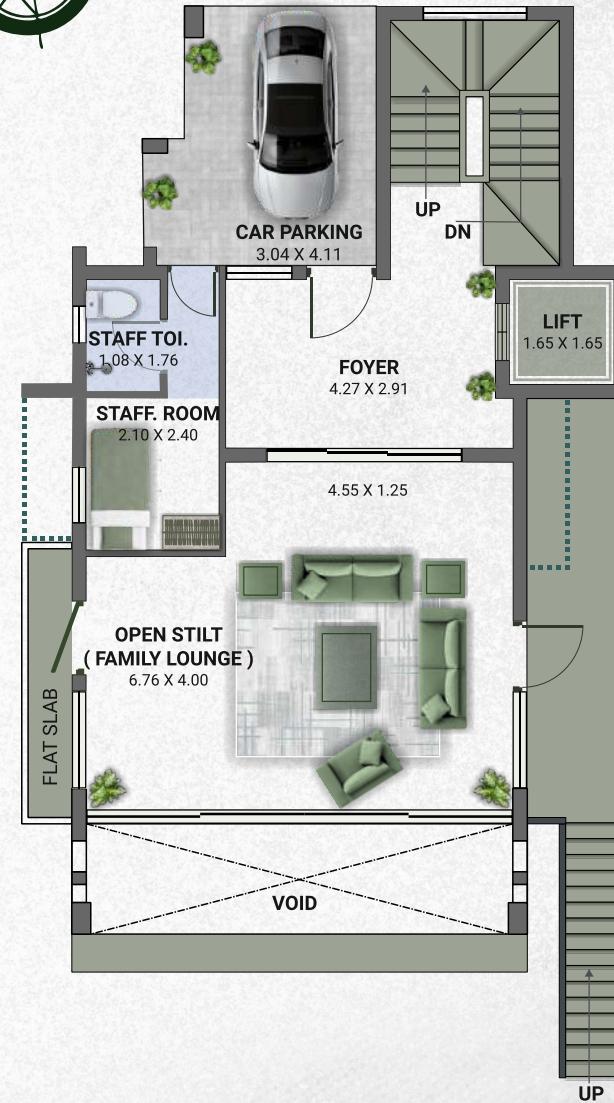 UP
DN
CAR PARKING
3.04 X 4.11
LIFT
1.65 X 1.65
STAFF TOI.
1.08 X 1.76
FOYER
4.27 X 2.91
STAFF. ROOM
2.10 X 2.40
4.55 X 1.25
OPEN STILT
( FAMILY LOUNGE )
6.76 X 4.00
FLAT SLAB
VOID
UP